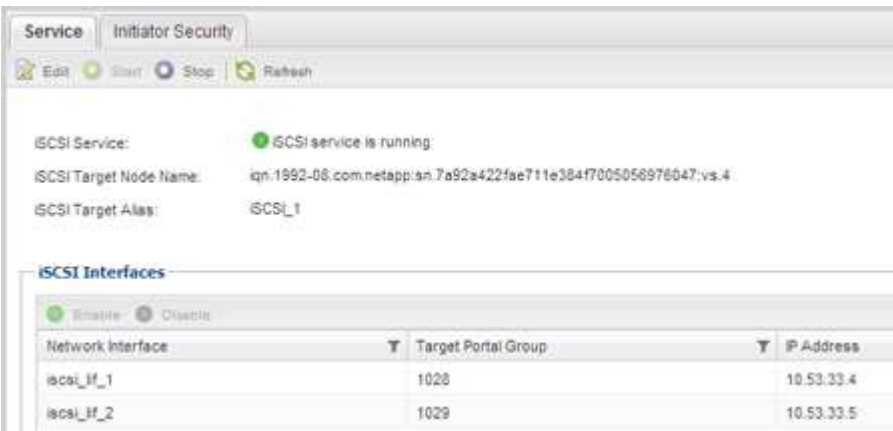 Service Initiator Security
Edit Start Stop Refresh
iSCSI Service: iSCSI service is running
iSCSI Target Node Name: iqn.1992-08.com.netapp:sn.7a92a422fae711e384f7005056976047:vs.4
iSCSI Target Alias: iSCSI_1
iSCSI Interfaces
Enable Disable
Network Interface Target Portal Group IP Address
iscsi_lif_1 1028 10.53.33.4
iscsi_lif_2 1029 10.53.33.5